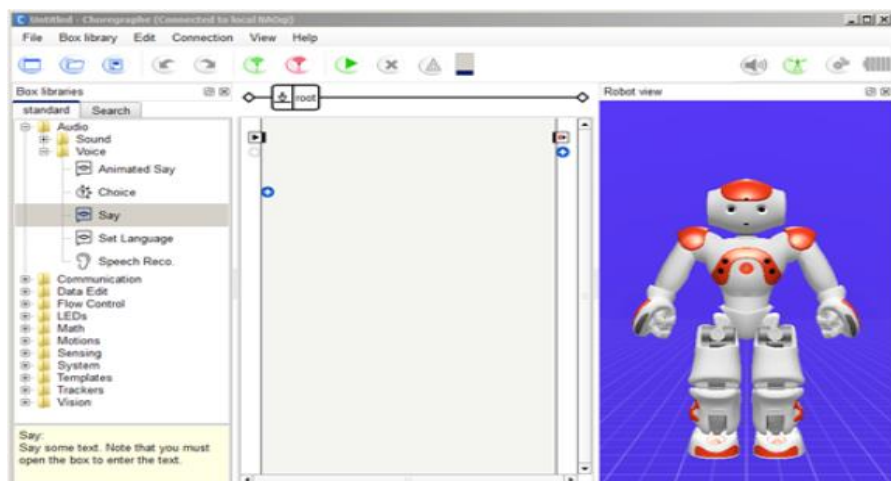 Untitled - Choregraphe (Connected to local NAOqi)
File Box library Edit Connection View Help
Box libraries
standard Search
Audio
Sound
Voice
Animated Say
Choice
Say
Set Language
Speech Reco.
Communication
Data Edit
Flow Control
LEDs
Math
Motions
Sensing
System
Templates
Trackers
Vision
Say:
Say some text. Note that you must
open the box to enter the text.
root
Robot view